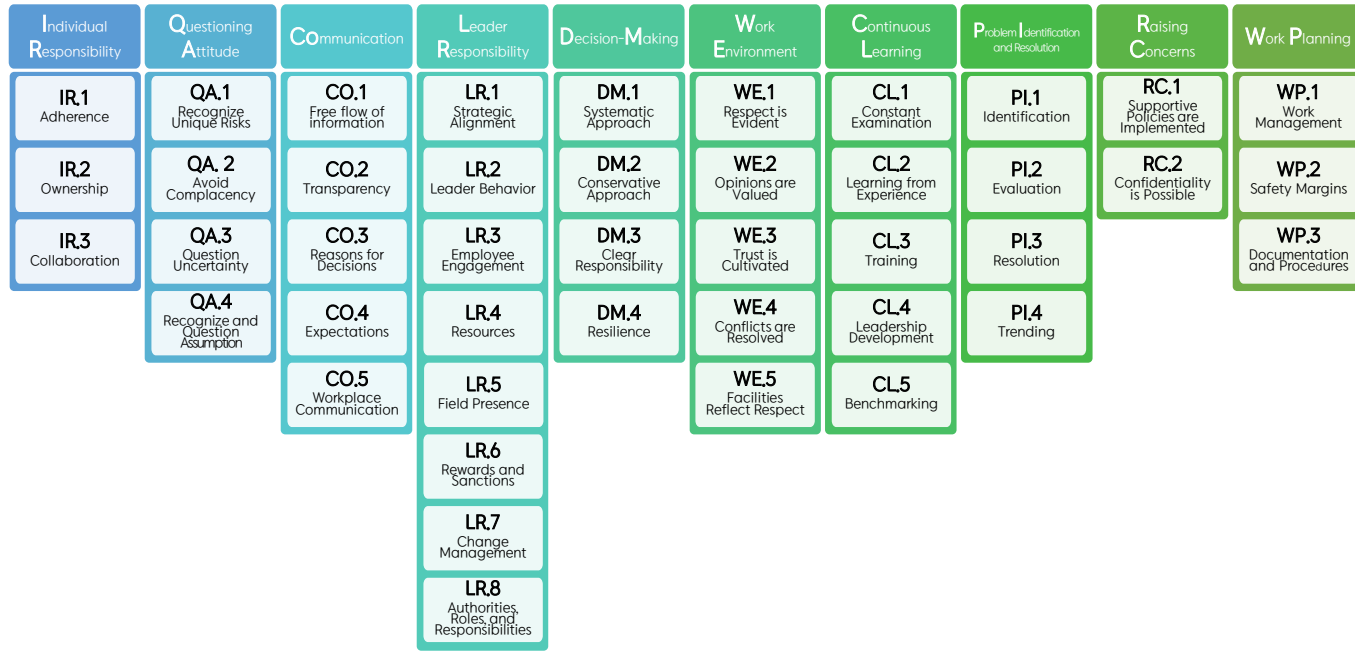 Individual
Responsibility
IR.1
Adherence
IR.2
Ownership
IR.3
Collaboration
Questioning
Attitude
QA.1
Recognize
Unique Risks
QA. 2
Avoid
Complacency
QA.3
Question
Uncertainty
QA.4
Recognize and
Question
Assumption
Communication
CO.1
Free flow of
information
CO.2
Transparency
CO.3
Reasons for
Decisions
CO.4
Expectations
CO.5
Workplace
Communication
Leader
Responsibility
LR.1
Strategic
Alignment
LR.2
Leader Behavior
LR.3
Employee
Engagement
LR.4
Resources
LR.5
Field Presence
LR.6
Rewards and
Sanctions
LR.7
Change
Management
LR.8
Authorities,
Roles, and
Responsibilities
Decision-Making
DM.1
Systematic
Approach
DM.2
Conservative
Approach
DM.3
Clear
Responsibility
DM.4
Resilience
Work
Environment
WE.1
Respect is
Evident
WE.2
Opinions are
Valued
WE.3
Trust is
Cultivated
WE.4
Conflicts are
Resolved
WE.5
Facilities
Reflect Respect
Continuous
Learning
CL.1
Constant
Examination
CL.2
Learning from
Experience
CL.3
Training
CL.4
Leadership
Development
CL.5
Benchmarking
Problem Identification
and Resolution
PI.1
Identification
PI.2
Evaluation
PI.3
Resolution
PI.4
Trending
Raising
Concerns
RC.1
Supportive
Policies are
Implemented
RC.2
Confidentiality
is Possible
Work Planning
WP.1
Work
Management
WP.2
Safety Margins
WP.3
Documentation
and Procedures